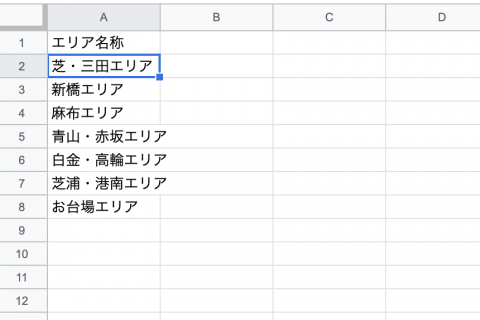 A B C D
1 エリア名称
2 芝・三田エリア
3 新橋エリア
4 麻布エリア
5 青山・赤坂エリア
6 白金・高輪エリア
7 芝浦・港南エリア
8 お台場エリア
9
10
11
12